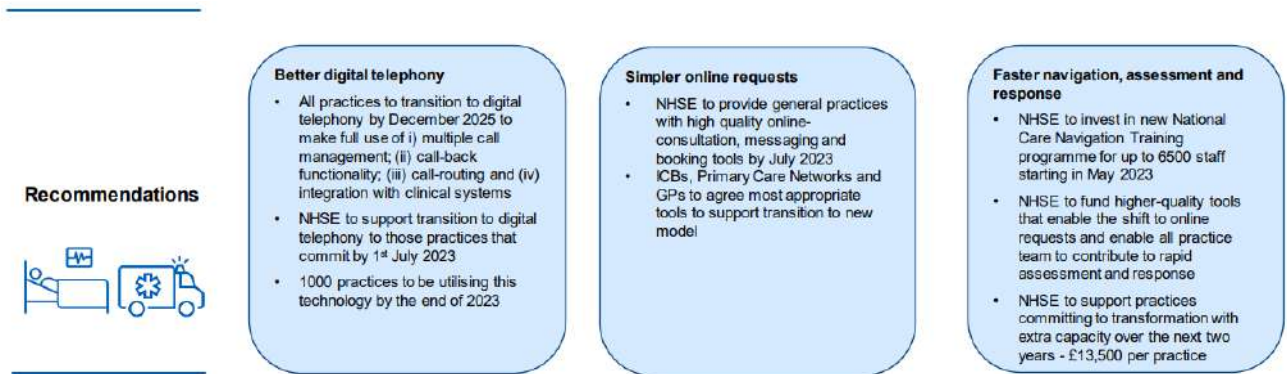 Recommendations
Better digital telephony
• All practices to transition to digital
telephony by December 2025 to
make full use of i) multiple call
management; (ii) call-back
functionality; (iii) call-routing and (iv)
integration with clinical systems
• NHSE to support transition to digital
telephony to those practices that
commit by 1st July 2023
• 1000 practices to be utilising this
technology by the end of 2023
Simpler online requests
• NHSE to provide general practices
with high quality online-
consultation, messaging and
booking tools by July 2023
• ICBs, Primary Care Networks and
GPs to agree most appropriate
tools to support transition to new
model
Faster navigation, assessment and
response
• NHSE to invest in new National
Care Navigation Training
programme for up to 6500 staff
starting in May 2023
• NHSE to fund higher-quality tools
that enable the shift to online
requests and enable all practice
team to contribute to rapid
assessment and response
• NHSE to support practices
committing to transformation with
extra capacity over the next two
years - £13,500 per practice